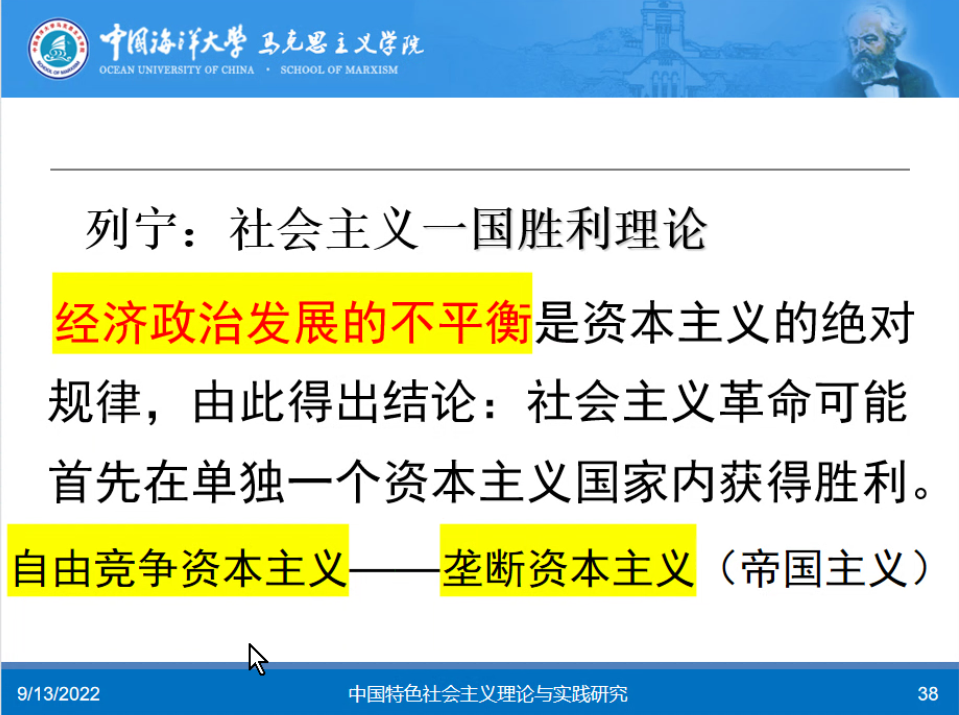 中国海洋大学 马克思主义学院
OCEAN UNIVERSITY OF CHINA · SCHOOL OF MARXISM
列宁：社会主义一国胜利理论
经济政治发展的不平衡是资本主义的绝对
规律，由此得出结论：社会主义革命可能
首先在单独一个资本主义国家内获得胜利。
自由竞争资本主义——垄断资本主义（帝国主义）
9/13/2022 中国特色社会主义理论与实践研究 38